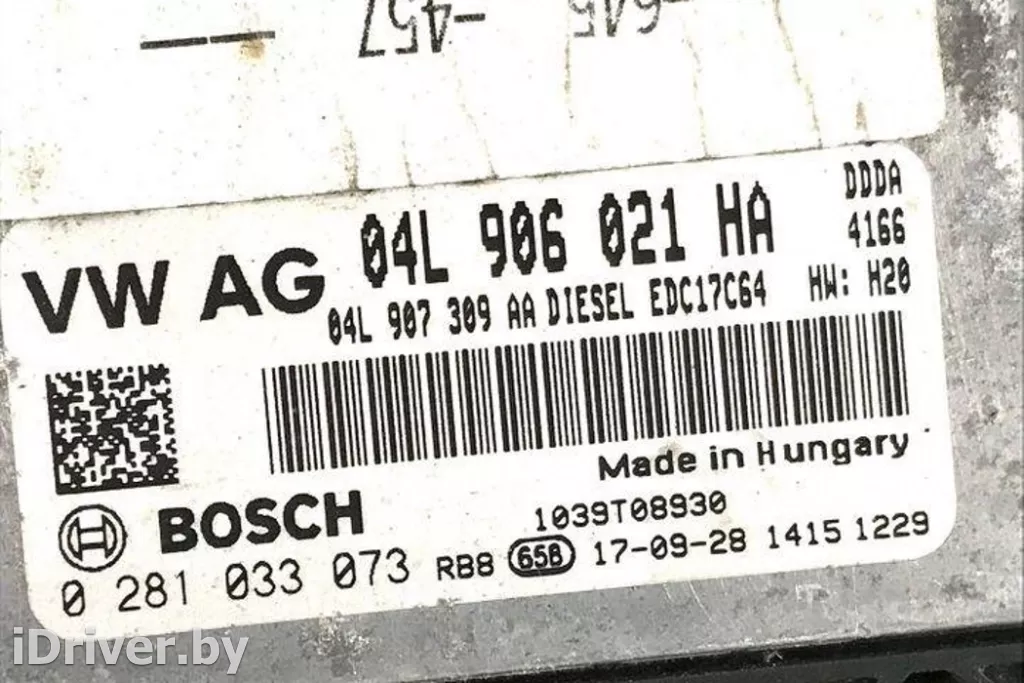 -457 -645
VW AG 04L 906 021 HA DDDA
4166
04L 907 309 AA DIESEL EDC17C64 HW: H20
Made in Hungary
BOSCH 1039T08930
0 281 033 073 RB8 658 17-09-28 1415 1229
iDriver.by